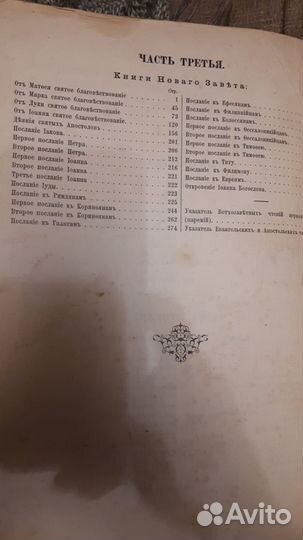 ЧАСТЬ ТРЕТЬЯ.
Книги Новаго Завѣта:
Стр.
Отъ Матѳея святое благовѣствованіе 1
Отъ Марка святое благовѣствованіе 45
Отъ Луки святое благовѣствованіе 73
Отъ Іоанна святое благовѣствованіе 120
Дѣянія святыхъ Апостоловъ 156
Посланіе Іакова 201
Первое посланіе Петра 206
Второе посланіе Петра 212
Первое посланіе Іоанна 216
Второе посланіе Іоанна 221
Третье посланіе Іоанна 222
Посланіе Іуды 223
Посланіе къ Римлянамъ 225
Первое посланіе къ Коринѳянамъ 244
Второе посланіе къ Коринѳянамъ 262
Посланіе къ Галатамъ 274
Посланіе къ Ефесеямъ
Посланіе къ Филиппійцамъ
Посланіе къ Колоссянамъ
Первое посланіе къ Ѳессалоникійцамъ
Второе посланіе къ Ѳессалоникійцамъ
Первое посланіе къ Тимоѳею
Второе посланіе къ Тимоѳею
Посланіе къ Титу
Посланіе къ Филимону
Посланіе къ Евреямъ
Откровеніе Іоанна Богослова
Указатель Ветхозавѣтныхъ чтеній
(паремій)
Указатель Евангельскихъ и Апостольскихъ
Avito